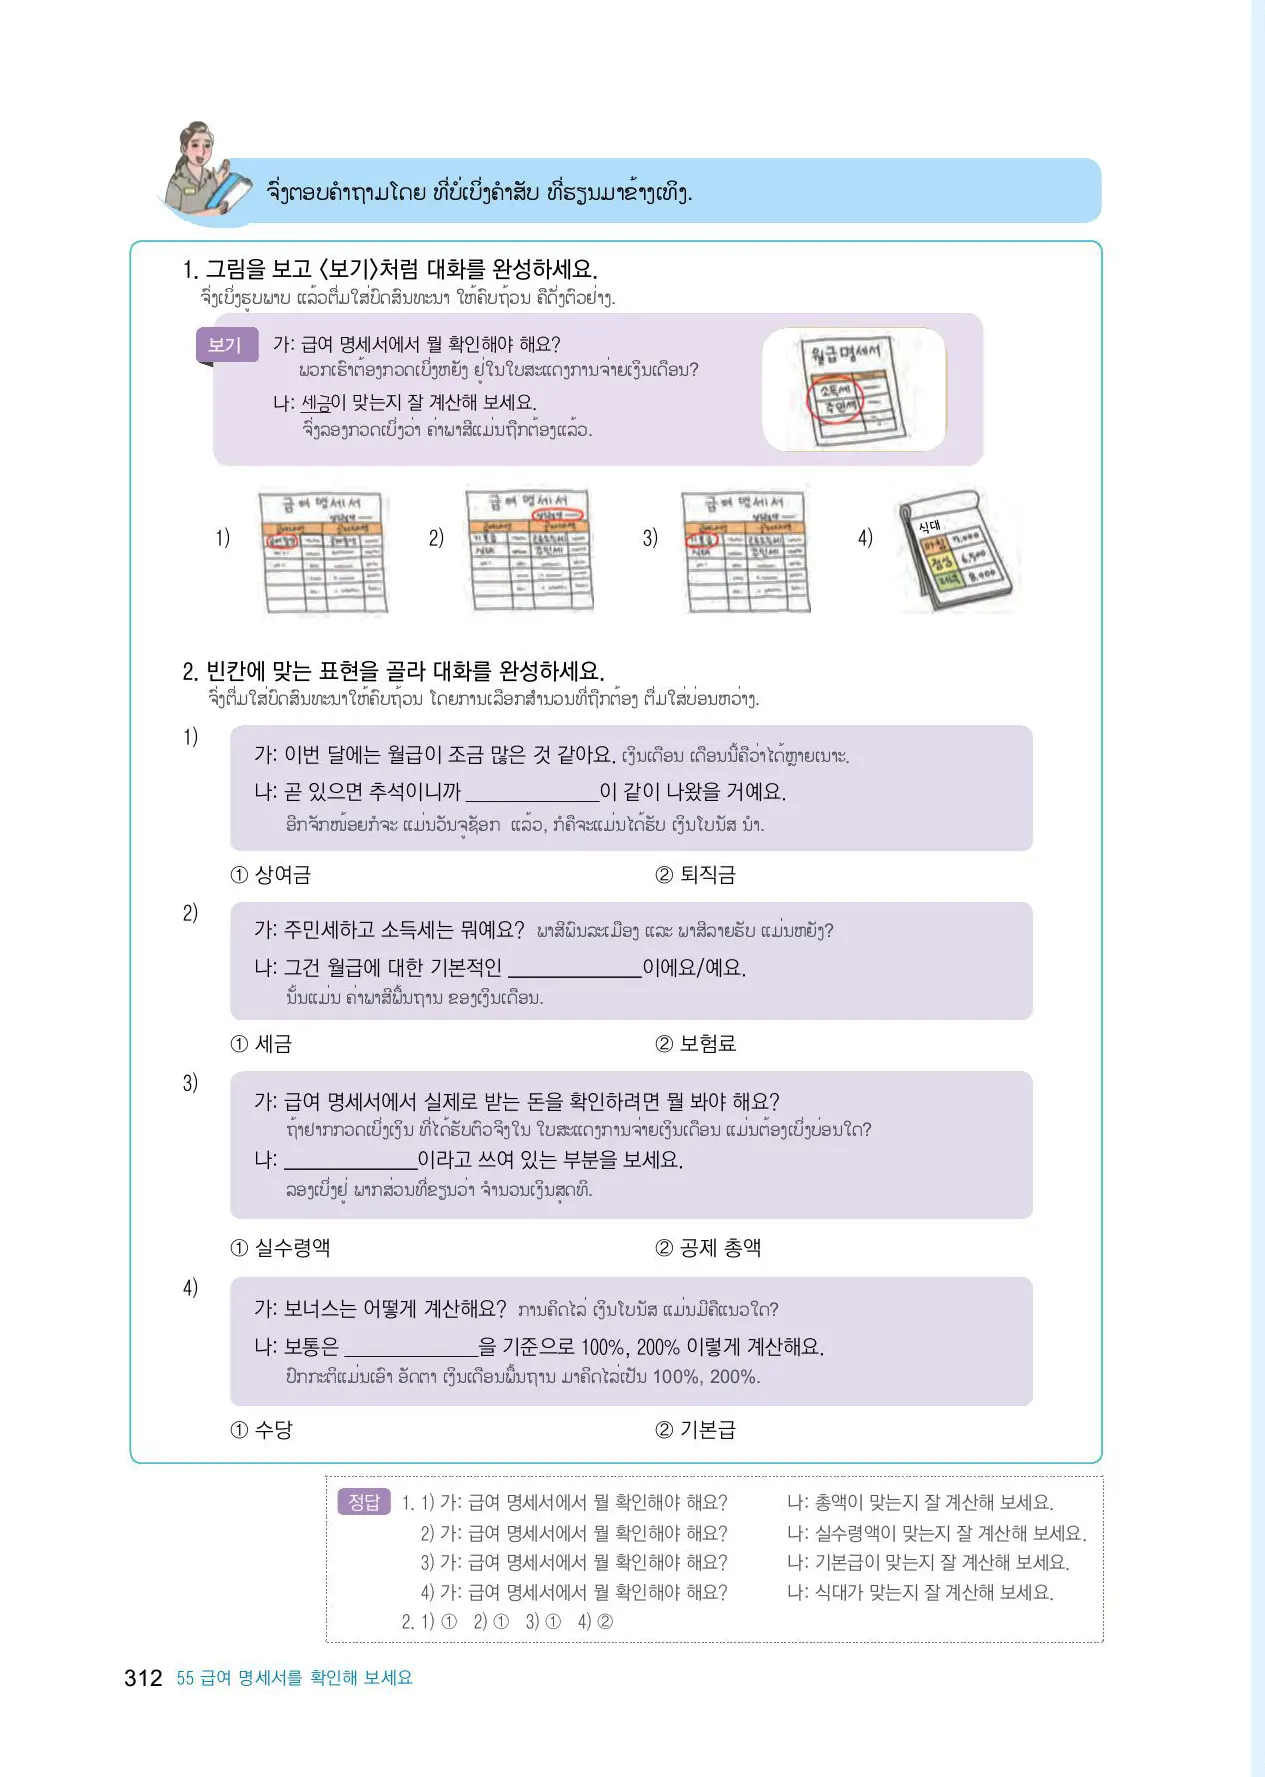 ຈົ່ງຕອບຄຳຖາມໂດຍ ທີ່ບໍ່ເບິ່ງຄຳສັບ ທີ່ຮຽນມາຂ້າງເທິງ.
1. 그림을 보고 〈보기〉처럼 대화를 완성하세요.
ຈົ່ງເບິ່ງຮູບພາບ ແລ້ວຕື່ມໃສ່ບົດສົນທະນາ ໃຫ້ຄົບຖ້ວນ ຄືດັ່ງຕົວຢ່າງ.
보기
가: 급여 명세서에서 뭘 확인해야 해요?
ພວກເຮົາຕ້ອງກວດເບິ່ງຫຍັງ ຢູ່ໃນໃບສະແດງການຈ່າຍເງິນເດືອນ?
나: 세금이 맞는지 잘 계산해 보세요.
ຈົ່ງລອງກວດເບິ່ງວ່າ ຄ່າພາສີແມ່ນຖືກຕ້ອງແລ້ວ.
월급명세서
소득세
주민세
1)
급여명세서
2)
급여명세서
기본급
식대
주민세
3)
급여명세서
기본급
식대
주민세
4)
식대
아침 7,000
점심 6,500
저녁 8,000
2. 빈칸에 맞는 표현을 골라 대화를 완성하세요.
ຈົ່ງຕື່ມໃສ່ບົດສົນທະນາໃຫ້ຄົບຖ້ວນ ໂດຍການເລືອກສຳນວນທີ່ຖືກຕ້ອງ ຕື່ມໃສ່ບ່ອນຫວ່າງ.
1)
가: 이번 달에는 월급이 조금 많은 것 같아요. ເງິນເດືອນ ເດືອນນີ້ຄືວ່າໄດ້ຫຼາຍເນາະ.
나: 곧 있으면 추석이니까 ____________이 같이 나왔을 거예요.
ອີກຈັກໜ້ອຍກໍຈະ ແມ່ນວັນຈູຊັອກ ແລ້ວ, ກໍຄືຈະແມ່ນໄດ້ຮັບ ເງິນໂບນັສ ນຳ.
① 상여금 ② 퇴직금
2)
가: 주민세하고 소득세는 뭐예요? ພາສີພົນລະເມືອງ ແລະ ພາສີລາຍຮັບ ແມ່ນຫຍັງ?
나: 그건 월급에 대한 기본적인 ____________이에요/예요.
ນັ້ນແມ່ນ ຄ່າພາສີພື້ນຖານ ຂອງເງິນເດືອນ.
① 세금 ② 보험료
3)
가: 급여 명세서에서 실제로 받는 돈을 확인하려면 뭘 봐야 해요?
ຖ້າຢາກກວດເບິ່ງເງິນ ທີ່ໄດ້ຮັບຕົວຈິງໃນ ໃບສະແດງການຈ່າຍເງິນເດືອນ ແມ່ນຕ້ອງເບິ່ງບ່ອນໃດ?
나: ____________이라고 쓰여 있는 부분을 보세요.
ລອງເບິ່ງຢູ່ ພາກສ່ວນທີ່ຂຽນວ່າ ຈຳນວນເງິນສຸດທິ.
① 실수령액 ② 공제 총액
4)
가: 보너스는 어떻게 계산해요? ການຄິດໄລ່ ເງິນໂບນັສ ແມ່ນມີຄືແນວໃດ?
나: 보통은 ____________을 기준으로 100%, 200% 이렇게 계산해요.
ປົກກະຕິແມ່ນເອົາ ອັດຕາ ເງິນເດືອນພື້ນຖານ ມາຄິດໄລ່ເປັນ 100%, 200%.
① 수당 ② 기본급
정답 1. 1) 가: 급여 명세서에서 뭘 확인해야 해요? 나: 총액이 맞는지 잘 계산해 보세요.
2) 가: 급여 명세서에서 뭘 확인해야 해요? 나: 실수령액이 맞는지 잘 계산해 보세요.
3) 가: 급여 명세서에서 뭘 확인해야 해요? 나: 기본급이 맞는지 잘 계산해 보세요.
4) 가: 급여 명세서에서 뭘 확인해야 해요? 나: 식대가 맞는지 잘 계산해 보세요.
2. 1) ① 2) ① 3) ① 4) ②
312 55 급여 명세서를 확인해 보세요